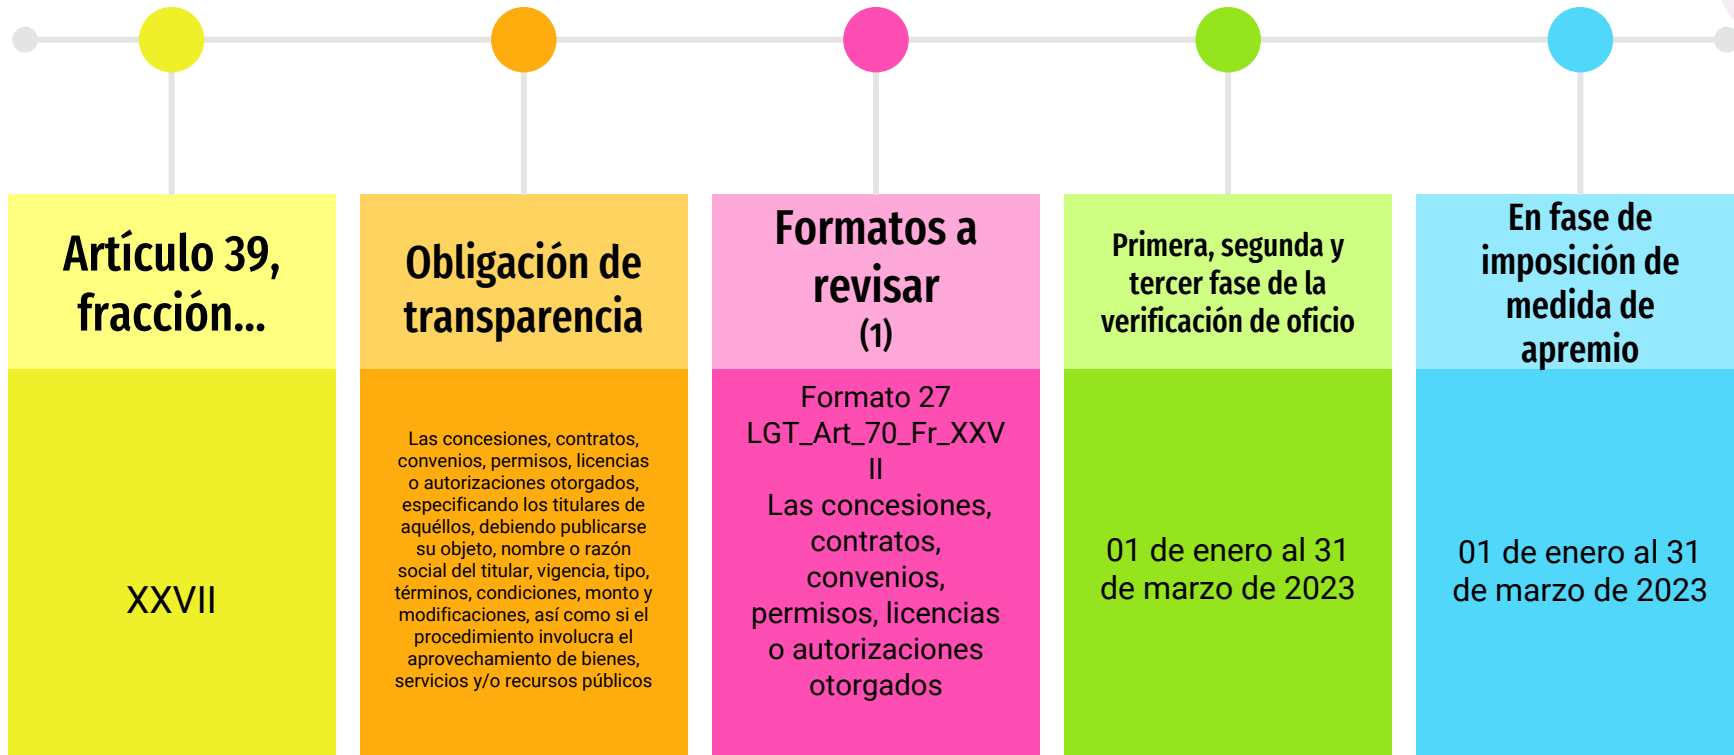 Artículo 39,
fracción...
XXVII
Obligación de
transparencia
Las concesiones, contratos,
convenios, permisos, licencias
o autorizaciones otorgados,
especificando los titulares de
aquéllos, debiendo publicarse
su objeto, nombre o razón
social del titular, vigencia, tipo,
términos, condiciones, monto y
modificaciones, así como si el
procedimiento involucra el
aprovechamiento de bienes,
servicios y/o recursos públicos
Formatos a
revisar
(1)
Formato 27
LGT_Art_70_Fr_XXV
II
Las concesiones,
contratos,
convenios,
permisos, licencias
o autorizaciones
otorgados
Primera, segunda y
tercer fase de la
verificación de oficio
01 de enero al 31
de marzo de 2023
En fase de
imposición de
medida de
apremio
01 de enero al 31
de marzo de 2023